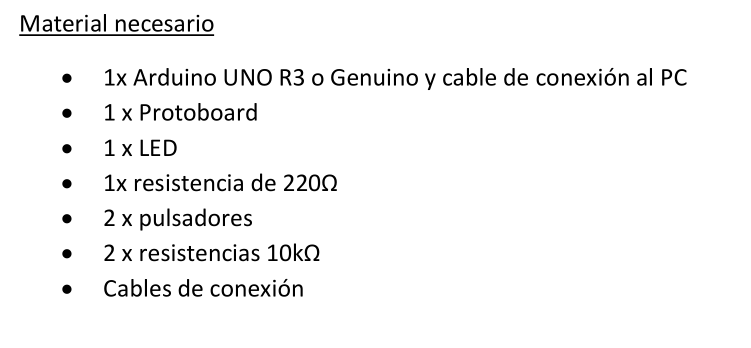 Material necesario
• 1x Arduino UNO R3 o Genuino y cable de conexión al PC
• 1 x Protoboard
• 1 x LED
• 1x resistencia de 220Ω
• 2 x pulsadores
• 2 x resistencias 10kΩ
• Cables de conexión